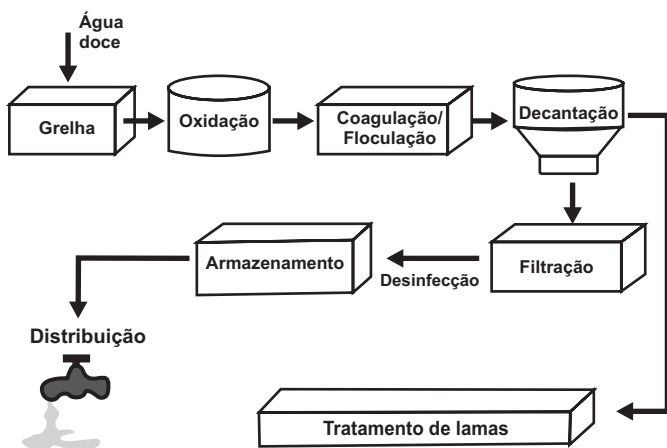 Água
doce
Grelha
Oxidação
Coagulação/
Floculação
Decantação
Armazenamento
Desinfecção
Filtração
Distribuição
Tratamento de lamas